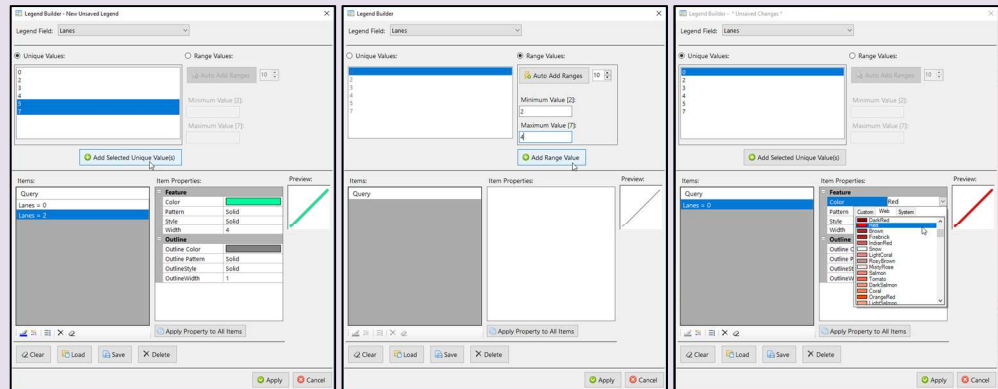 Legend Builder - New Unsaved Legend
Legend Field: Lanes
Unique Values: Range Values:
0
2
3
4
5
7
Auto Add Ranges 10
Minimum Value [2]:
Maximum Value [7]:
Add Selected Unique Value(s)
Items: Item Properties: Preview:
Query
Lanes = 0
Lanes = 2
Feature
Color
Pattern Solid
Style Solid
Width 4
Outline
Outline Color
Outline Pattern Solid
OutlineStyle Solid
OutlineWidth 1
Apply Property to All Items
Clear Load Save Delete
Apply Cancel
Legend Builder
Legend Field: Lanes
Unique Values: Range Values:
2
3
4
5
7
Auto Add Ranges 10
Minimum Value [2]:
2
Maximum Value [7]:
4
Add Range Value
Items: Item Properties: Preview:
Query
Apply Property to All Items
Clear Load Save Delete
Apply Cancel
Legend Builder - * Unsaved Changes *
Legend Field: Lanes
Unique Values: Range Values:
0
2
3
4
5
7
Auto Add Ranges 10
Minimum Value [2]:
Maximum Value [7]:
Add Selected Unique Value(s)
Items: Item Properties: Preview:
Query
Lanes = 0
Feature
Color Red
Pattern
Style
Width
Outline
Outline C
Outline P
OutlineSt
OutlineW
Custom Web System
DarkRed
Red
Brown
Firebrick
IndianRed
Snow
LightCoral
RosyBrown
MistyRose
Salmon
Tomato
DarkSalmon
Coral
OrangeRed
LightSalmon
Apply Property to All Items
Clear Load Save Delete
Apply Cancel